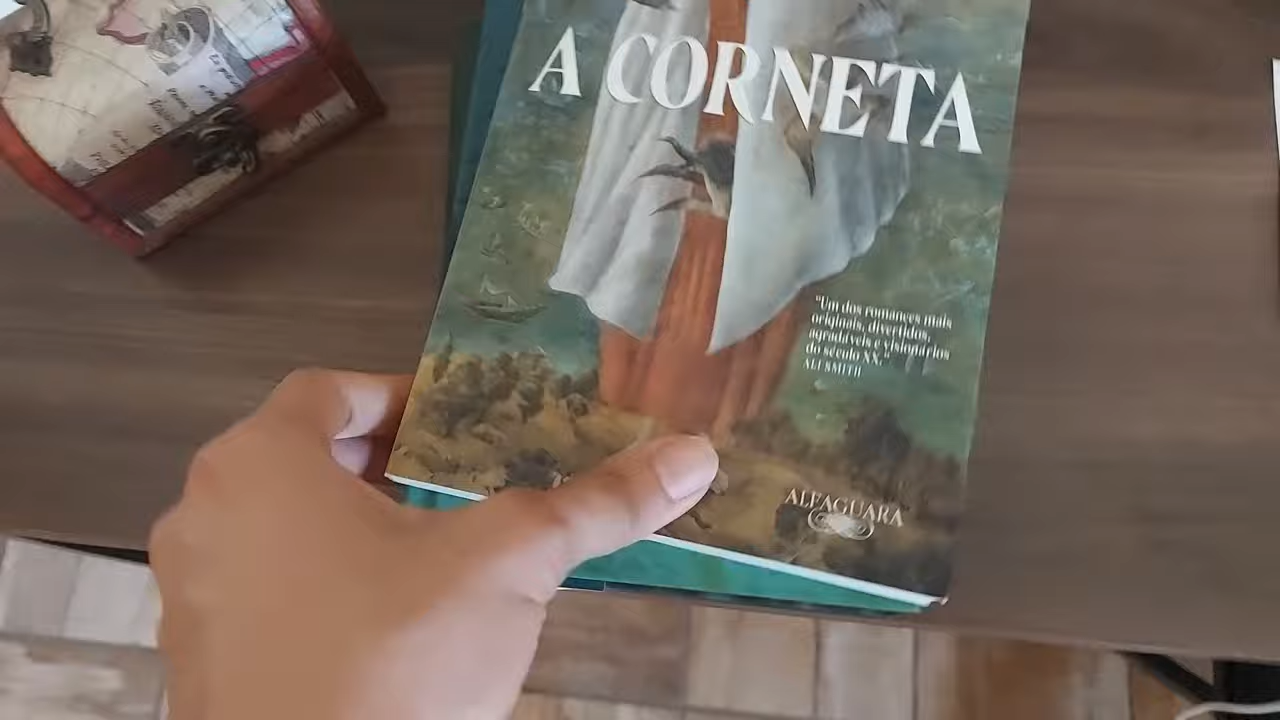 A CORNETA
"Um dos romances mais
originais, divertidos,
agradáveis e visionários
do século XX."
ALI SMITH
ALFAGUARA